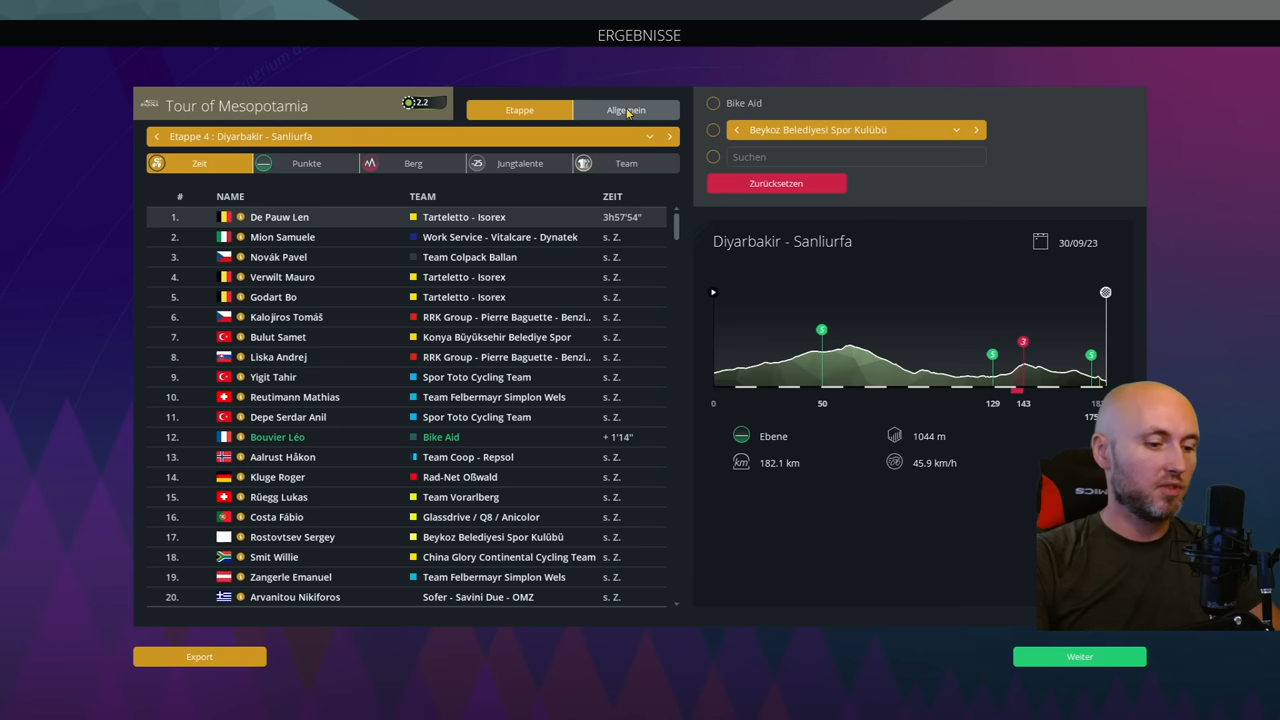 ERGEBNISSE
Tour of Mesopotamia
2.2
Etappe
Allgemein
Etappe 4 : Diyarbakir - Sanliurfa
Zeit
Punkte
Berg
-25
Jungtalente
Team
# NAME TEAM ZEIT
1. De Pauw Len Tarteletto - Isorex 3h57'54"
2. Mion Samuele Work Service - Vitalcare - Dynatek s. Z.
3. Novák Pavel Team Colpack Ballan s. Z.
4. Verwilt Mauro Tarteletto - Isorex s. Z.
5. Godart Bo Tarteletto - Isorex s. Z.
6. Kalojíros Tomáš RRK Group - Pierre Baguette - Benzi.. s. Z.
7. Bulut Samet Konya Büyüksehir Belediye Spor s. Z.
8. Liska Andrej RRK Group - Pierre Baguette - Benzi.. s. Z.
9. Yigit Tahir Spor Toto Cycling Team s. Z.
10. Reutimann Mathias Team Felbermayr Simplon Wels s. Z.
11. Depe Serdar Anil Spor Toto Cycling Team s. Z.
12. Bouvier Léo Bike Aid + 1'14"
13. Aalrust Håkon Team Coop - Repsol s. Z.
14. Kluge Roger Rad-Net Oßwald s. Z.
15. Rüegg Lukas Team Vorarlberg s. Z.
16. Costa Fábio Glassdrive / Q8 / Anicolor s. Z.
17. Rostovtsev Sergey Beykoz Belediyesi Spor Kulübü s. Z.
18. Smit Willie China Glory Continental Cycling Team s. Z.
19. Zangerle Emanuel Team Felbermayr Simplon Wels s. Z.
20. Arvanitou Nikiforos Sofer - Savini Due - OMZ s. Z.
Export
Bike Aid
Beykoz Belediyesi Spor Kulübü
Suchen
Zurücksetzen
Diyarbakir - Sanliurfa
30/09/23
S
S
3
S
0 50 129 143
175
Ebene
1044 m
km
182.1 km
45.9 km/h
Weiter